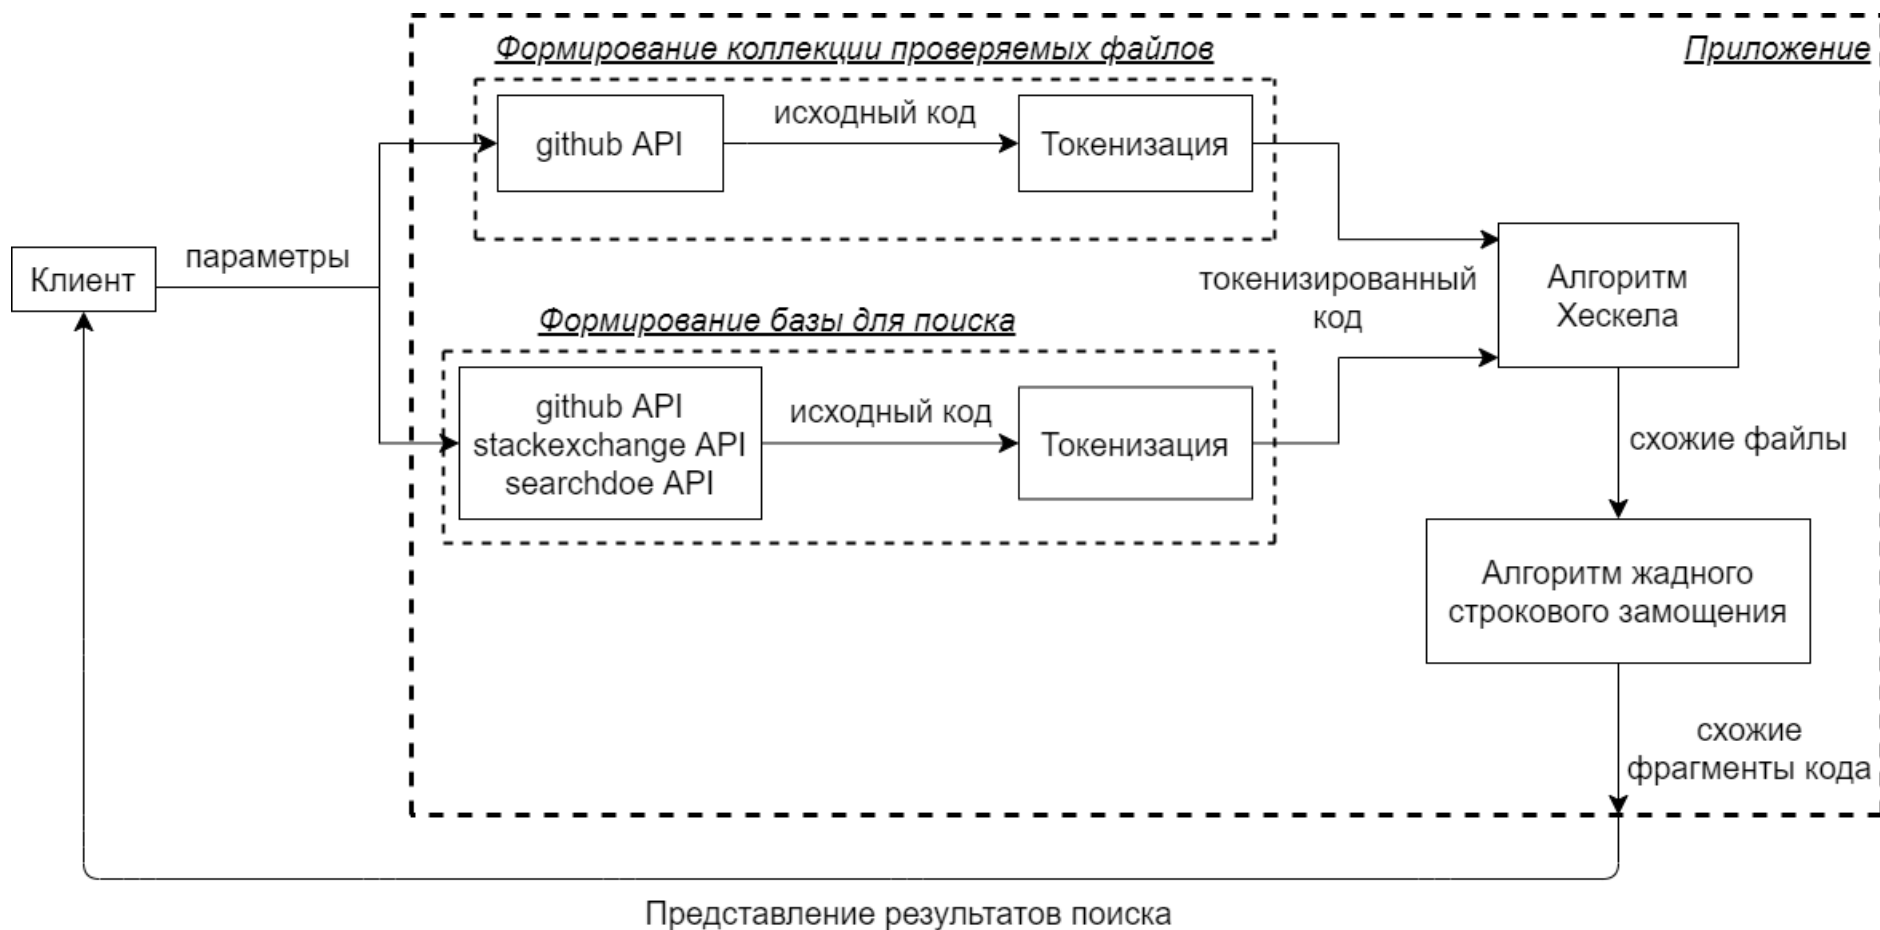 Формирование коллекции проверяемых файлов
Приложение
github API
исходный код
Токенизация
Клиент
параметры
токенизированный
код
Алгоритм
Хескела
Формирование базы для поиска
github API
stackexchange API
searchdoe API
исходный код
Токенизация
схожие файлы
Алгоритм жадного
строкового замощения
схожие
фрагменты кода
Представление результатов поиска